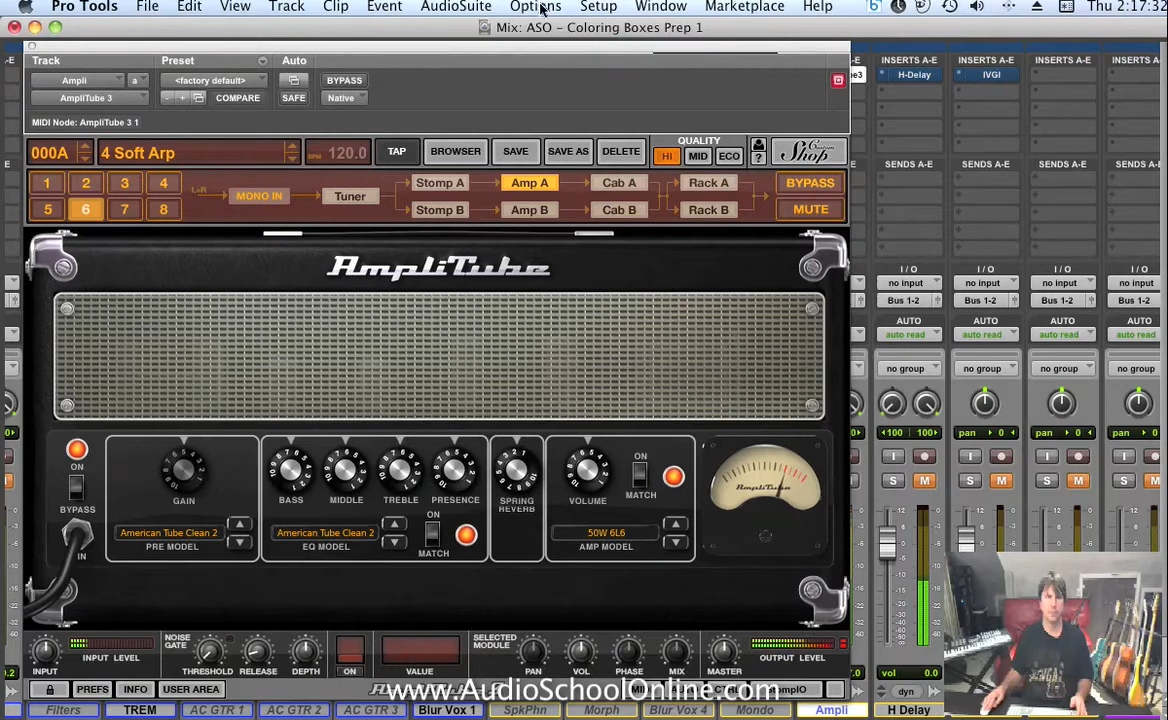 Pro Tools File Edit View Track Clip Event AudioSuite Options Setup Window Marketplace Help Thu 2:17:32
Mix: ASO - Coloring Boxes Prep 1
Track Preset Auto
Ampli a <factory default> BYPASS
AmpliTube 3 - + COMPARE SAFE Native
MIDI Node: AmpliTube 3 1
000A 4 Soft Arp BPM 120.0 TAP BROWSER SAVE SAVE AS DELETE
QUALITY
HI MID ECO ? Custom Shop
1 2 3 4
5 6 7 8
L+R MONO IN Tuner
Stomp A Amp A Cab A Rack A BYPASS
Stomp B Amp B Cab B Rack B MUTE
AmpliTube
ON
BYPASS
IN
GAIN
American Tube Clean 2
PRE MODEL
BASS MIDDLE TREBLE PRESENCE
American Tube Clean 2
EQ MODEL
ON
MATCH
SPRING
REVERB
VOLUME
ON
MATCH
50W 6L6
AMP MODEL
AmpliTube
INPUT INPUT LEVEL
NOISE
GATE
THRESHOLD RELEASE DEPTH ON VALUE
SELECTED
MODULE
PAN VOL PHASE MIX MASTER OUTPUT LEVEL
PREFS INFO USER AREA
www.AudioSchoolOnline.com
Filters TREM AC GTR 1 AC GTR 2 AC GTR 3 Blur Vox 1 SpkPhn Morph Blur Vox 4 Mondo Ampli H Delay
INSERTS A-E INSERTS A-E INSERTS A-E INSERTS
H-Delay IVGI
SENDS A-E SENDS A-E SENDS A-E SENDS
I / O I / O I / O I / O
no input no input no input no input
Bus 1-2 Bus 1-2 Bus 1-2 Bus 1-2
AUTO AUTO AUTO AUTO
auto read auto read auto read auto read
no group no group no group no group
100 100 pan 0 pan 0 pan 0
I I I I
S M S M S M S M
vol 0.0
dyn